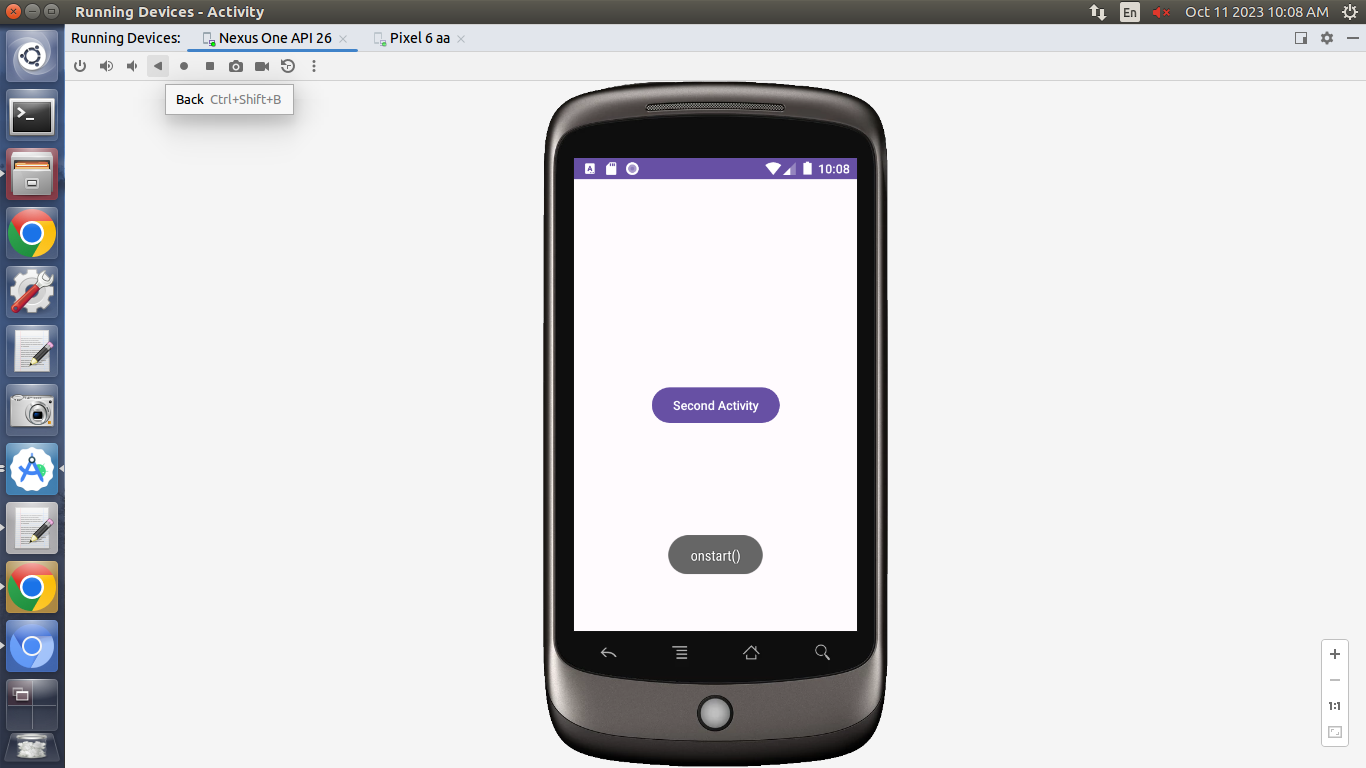 Running Devices - Activity
En
Oct 11 2023 10:08 AM
Running Devices:
Nexus One API 26
Pixel 6 aa
Back Ctrl+Shift+B
A
10:08
Second Activity
onstart()
1:1